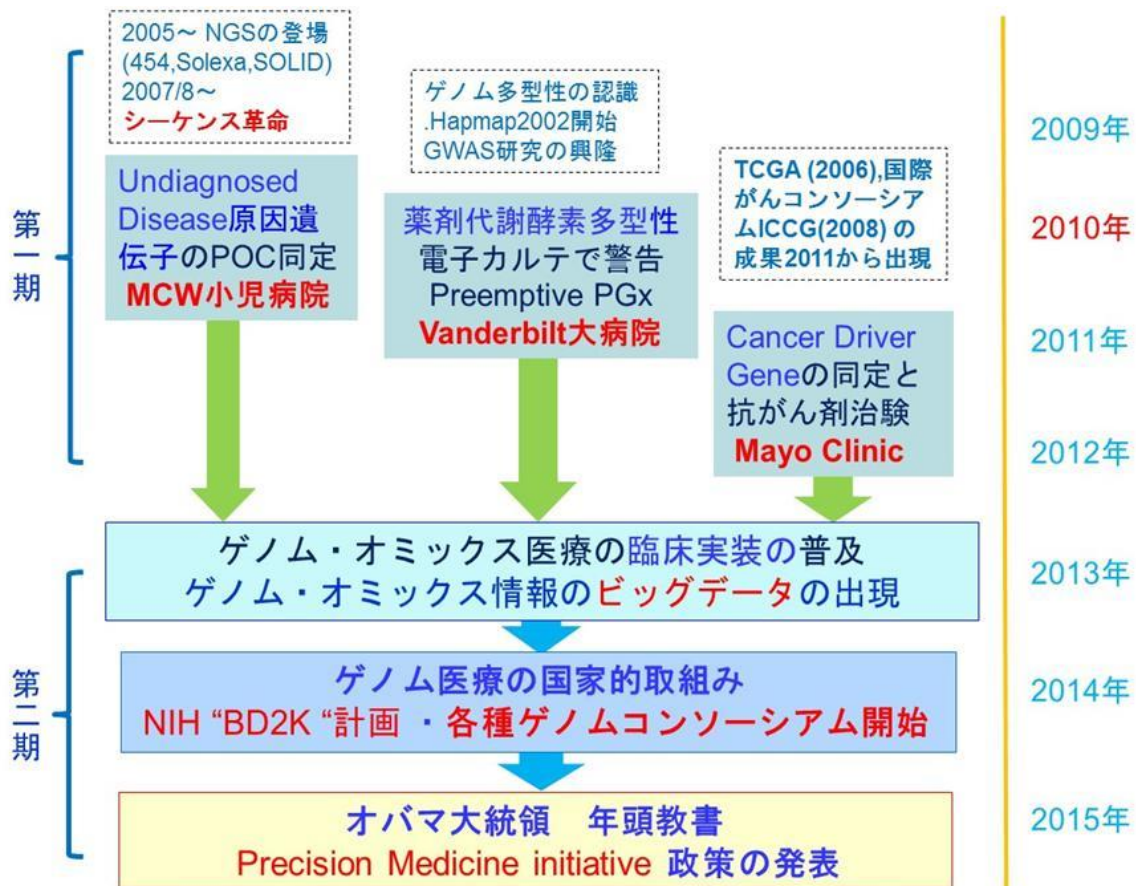 第一期
2005～ NGSの登場
(454,Solexa,SOLID)
2007/8～
シーケンス革命
Undiagnosed
Disease原因遺
伝子のPOC同定
MCW小児病院
ゲノム多型性の認識
.Hapmap2002開始
GWAS研究の興隆
薬剤代謝酵素多型性
電子カルテで警告
Preemptive PGx
Vanderbilt大病院
TCGA (2006),国際
がんコンソーシア
ムICCG(2008) の
成果2011から出現
Cancer Driver
Geneの同定と
抗がん剤治験
Mayo Clinic
2009年
2010年
2011年
2012年
第二期
ゲノム・オミックス医療の臨床実装の普及
ゲノム・オミックス情報のビッグデータの出現
2013年
ゲノム医療の国家的取組み
NIH “BD2K “計画 ・各種ゲノムコンソーシアム開始
2014年
オバマ大統領　年頭教書
Precision Medicine initiative 政策の発表
2015年